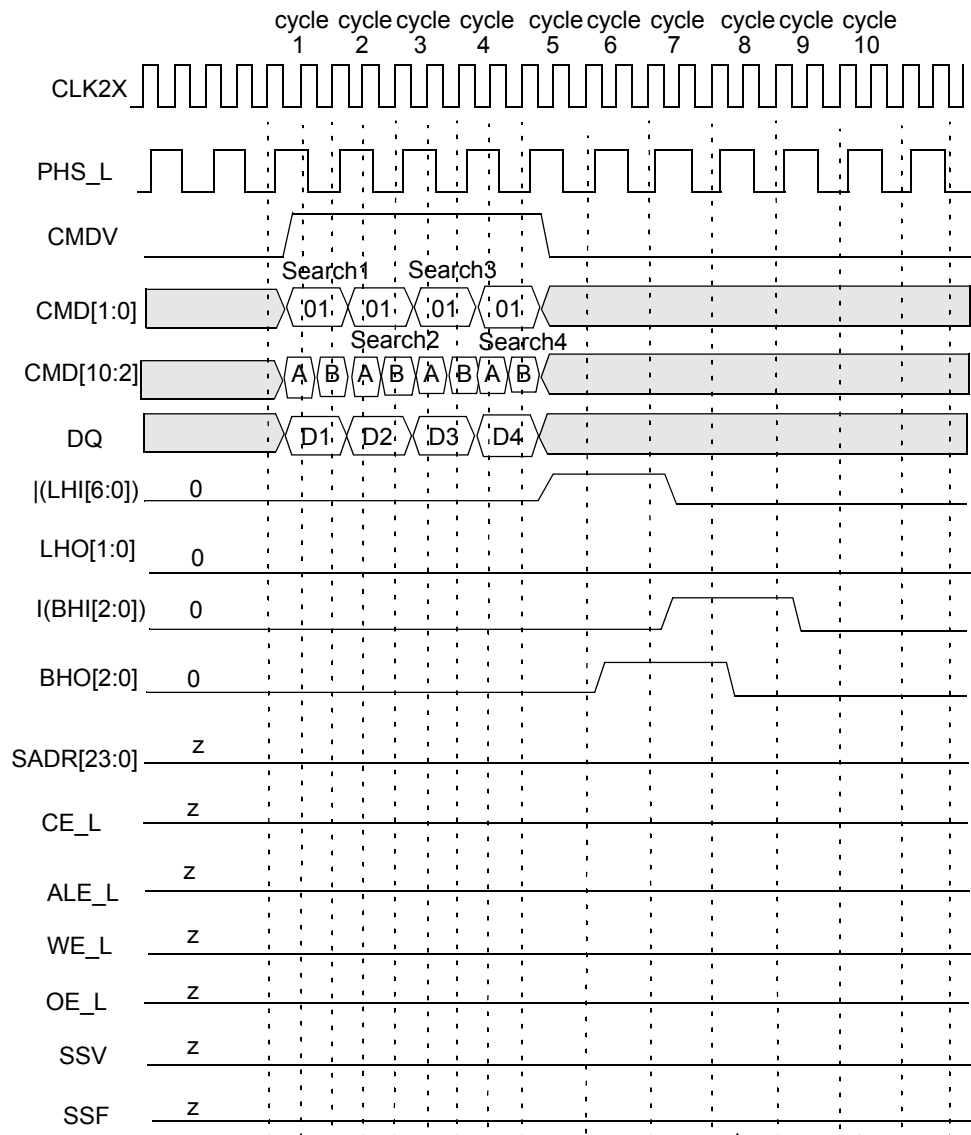 cycle cycle cycle cycle cycle cycle cycle cycle cycle cycle
1 2 3 4 5 6 7 8 9 10
CLK2X
PHS_L
CMDV
Search1 Search3
CMD[1:0] 01 01 01 01
Search2 Search4
CMD[10:2] A B A B A B A B
DQ D1 D2 D3 D4
|(LHI[6:0]) 0
LHO[1:0] 0
I(BHI[2:0]) 0
BHO[2:0] 0
SADR[23:0] z
CE_L z
ALE_L z
WE_L z
OE_L z
SSV z
SSF z